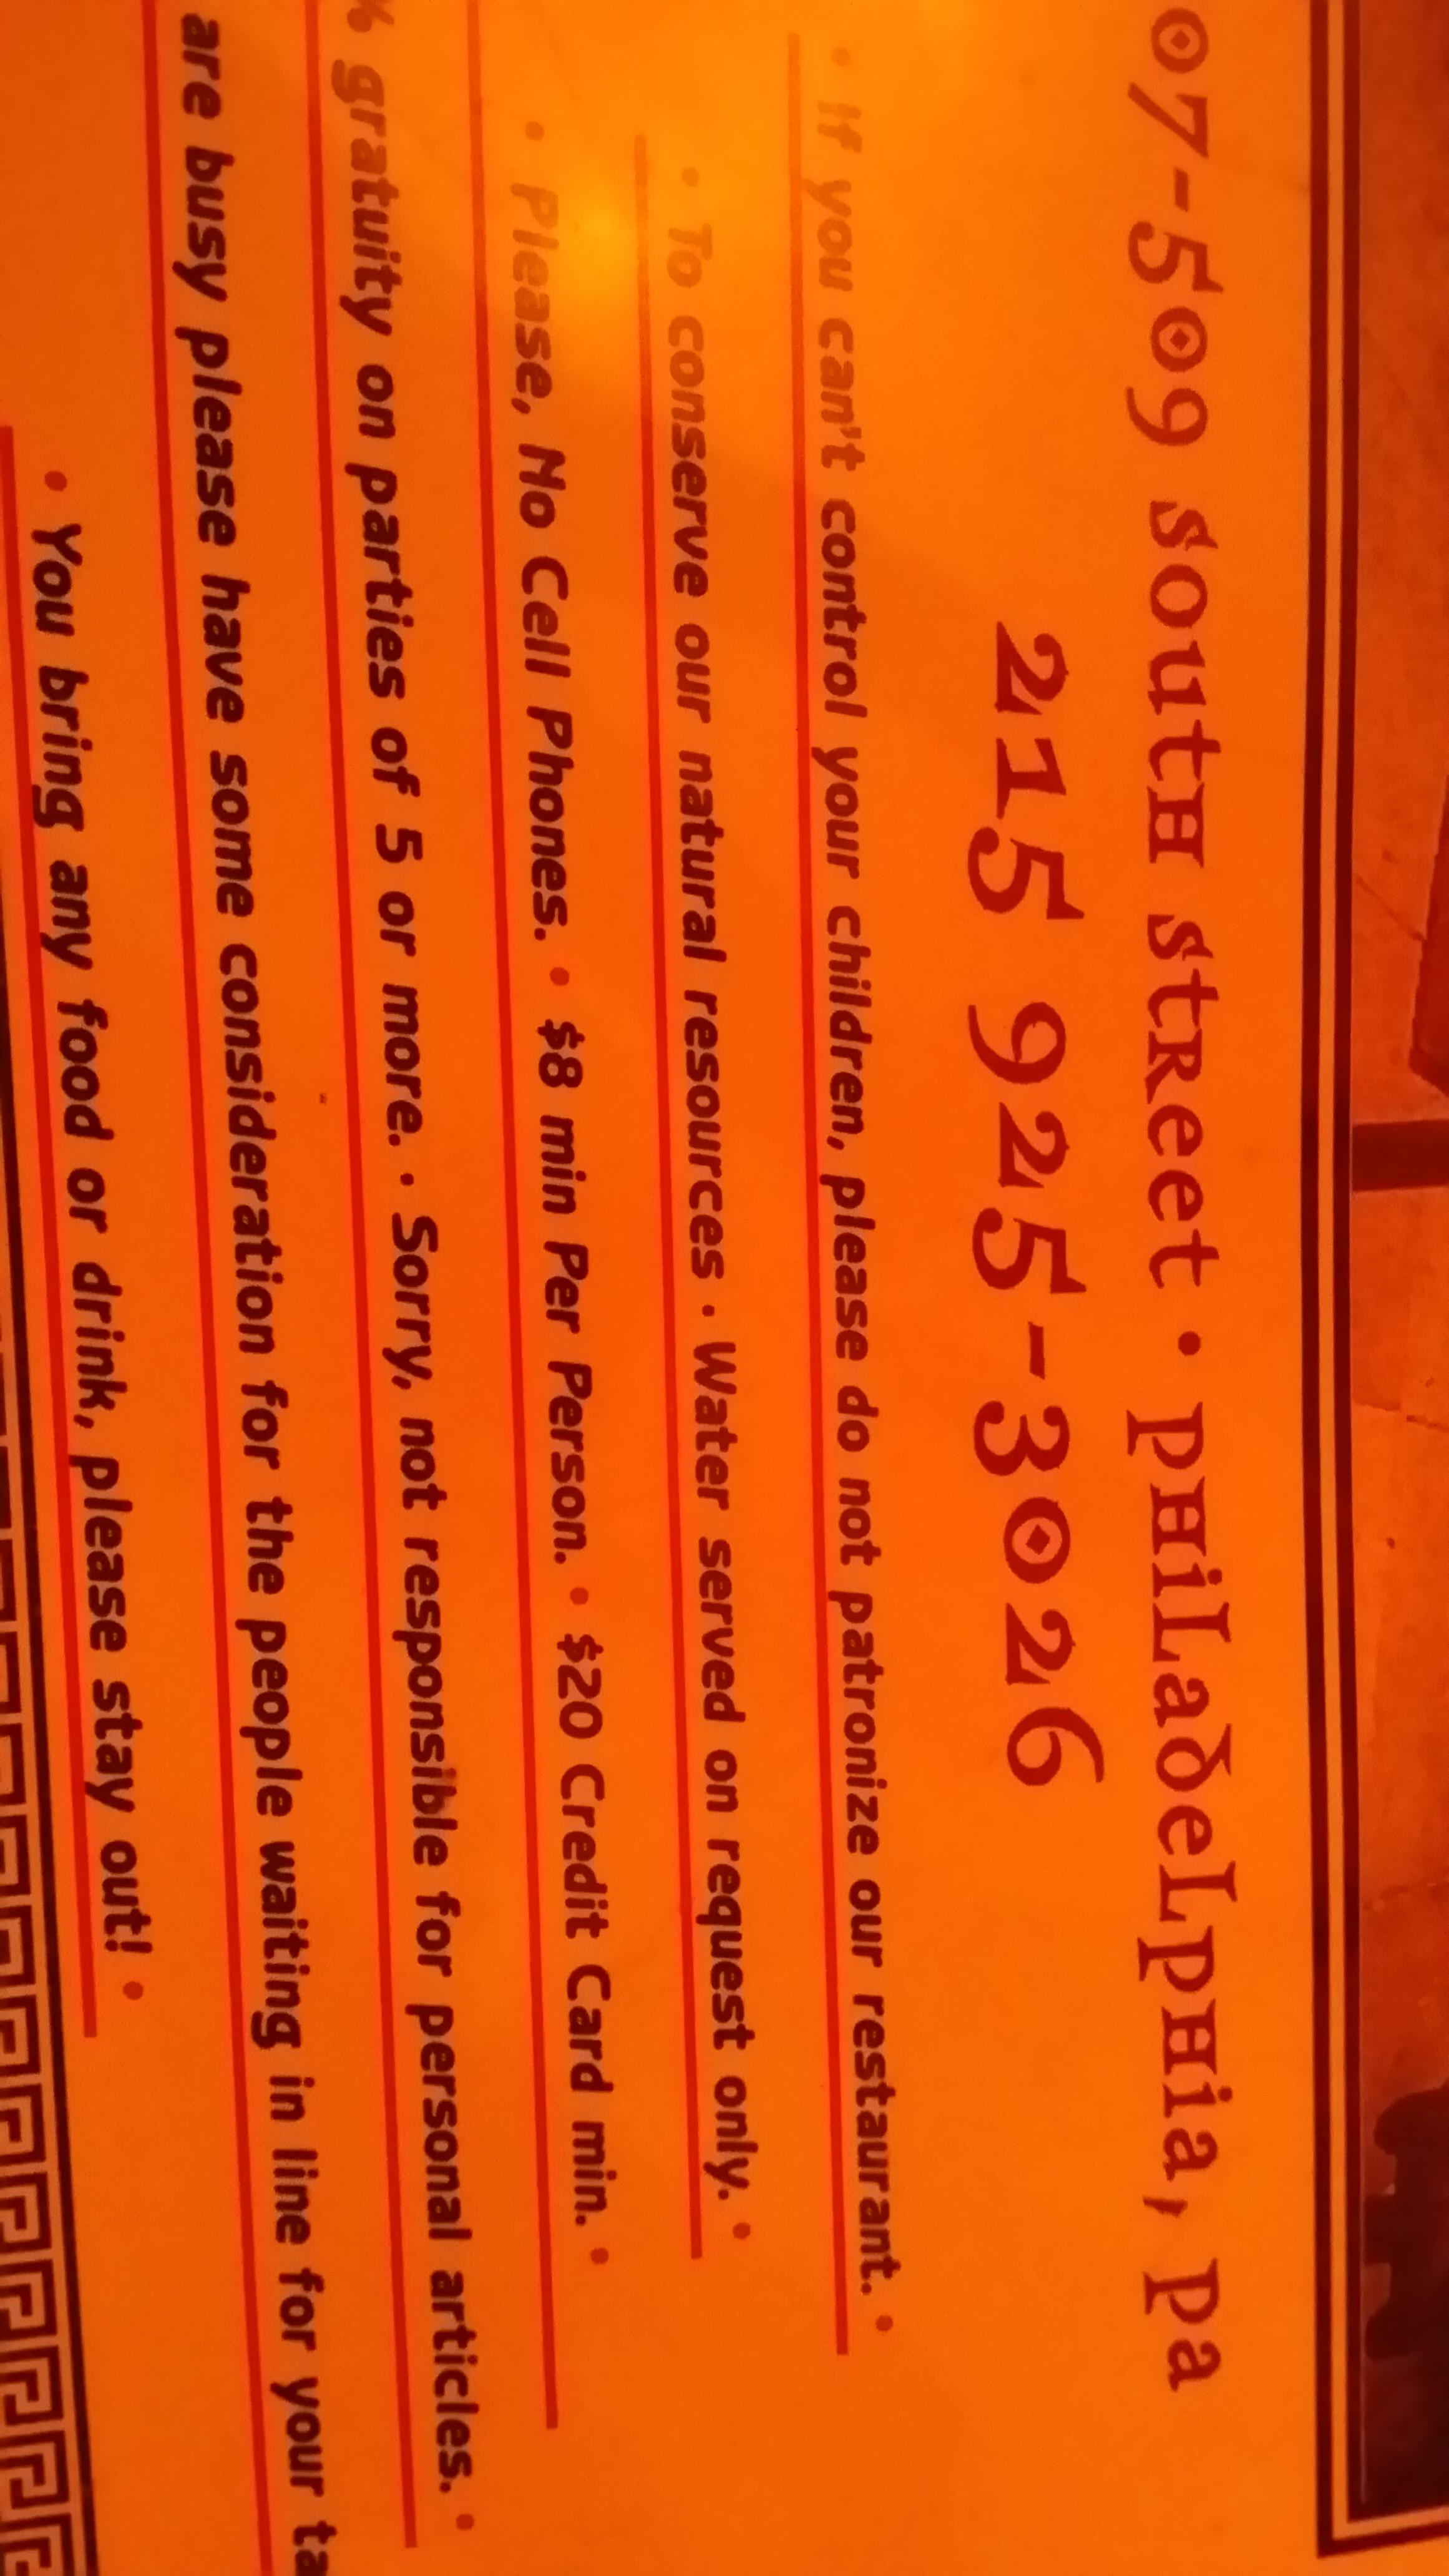 07-509 South Street • Philadelphia, Pa
215 925-3026
• If you can't control your children, please do not patronize our restaurant. •
• To conserve our natural resources • Water served on request only. •
• Please, No Cell Phones. • $8 min Per Person. • $20 Credit Card min. •
% gratuity on parties of 5 or more. • Sorry, not responsible for personal articles. •
are busy please have some consideration for the people waiting in line for your ta
• You bring any food or drink, please stay out! •